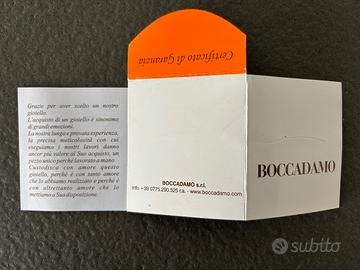 Certificato di Garanzia
Grazie per aver scelto un nostro
gioiello.
L'acquisto di un gioiello è sinonimo
di grandi emozioni.
La nostra lunga e provata esperienza,
la precisa meticolosità con cui
eseguiamo i nostri lavori danno
ancor più valore al Suo acquisto, un
pezzo unico perché lavorato a mano.
Custodisca con amore questo
gioiello, perché è con tanto amore
che lo abbiamo realizzato e perché è
con altrettanto amore che lo
mettiamo a Sua disposizione.
BOCCADAMO s.r.l.
info +39 0775.290.525 r.a. - www.boccadamo.com
BOCCADAMO
subito